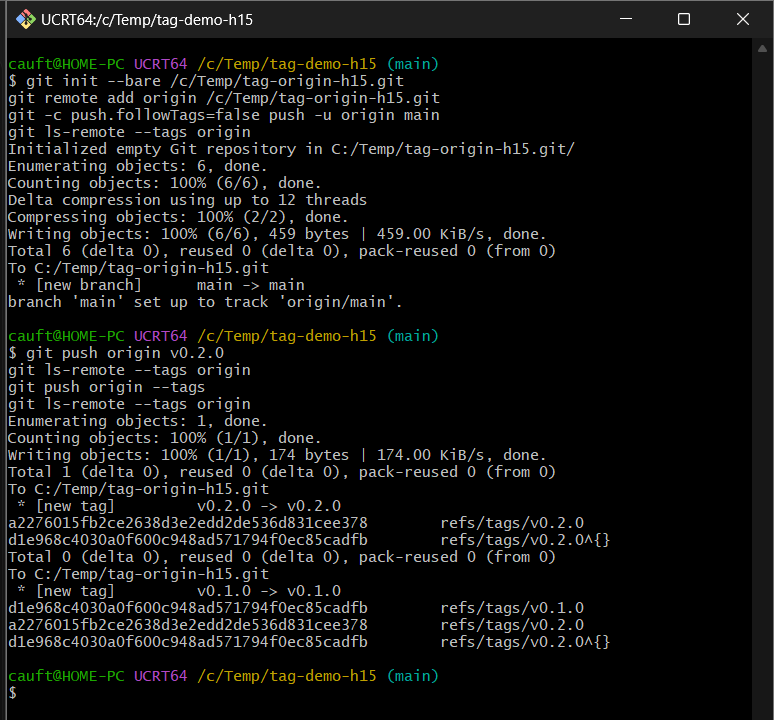 UCRT64:/c/Temp/tag-demo-h15
cauft@HOME-PC UCRT64 /c/Temp/tag-demo-h15 (main)
$ git init --bare /c/Temp/tag-origin-h15.git
git remote add origin /c/Temp/tag-origin-h15.git
git -c push.followTags=false push -u origin main
git ls-remote --tags origin
Initialized empty Git repository in C:/Temp/tag-origin-h15.git/
Enumerating objects: 6, done.
Counting objects: 100% (6/6), done.
Delta compression using up to 12 threads
Compressing objects: 100% (2/2), done.
Writing objects: 100% (6/6), 459 bytes | 459.00 KiB/s, done.
Total 6 (delta 0), reused 0 (delta 0), pack-reused 0 (from 0)
To C:/Temp/tag-origin-h15.git
 * [new branch]      main -> main
branch 'main' set up to track 'origin/main'.
cauft@HOME-PC UCRT64 /c/Temp/tag-demo-h15 (main)
$ git push origin v0.2.0
git ls-remote --tags origin
git push origin --tags
git ls-remote --tags origin
Enumerating objects: 1, done.
Counting objects: 100% (1/1), done.
Writing objects: 100% (1/1), 174 bytes | 174.00 KiB/s, done.
Total 1 (delta 0), reused 0 (delta 0), pack-reused 0 (from 0)
To C:/Temp/tag-origin-h15.git
 * [new tag]         v0.2.0 -> v0.2.0
a2276015fb2ce2638d3e2edd2de536d831cee378        refs/tags/v0.2.0
d1e968c4030a0f600c948ad571794f0ec85cadfb        refs/tags/v0.2.0^{}
Total 0 (delta 0), reused 0 (delta 0), pack-reused 0 (from 0)
To C:/Temp/tag-origin-h15.git
 * [new tag]         v0.1.0 -> v0.1.0
d1e968c4030a0f600c948ad571794f0ec85cadfb        refs/tags/v0.1.0
a2276015fb2ce2638d3e2edd2de536d831cee378        refs/tags/v0.2.0
d1e968c4030a0f600c948ad571794f0ec85cadfb        refs/tags/v0.2.0^{}
cauft@HOME-PC UCRT64 /c/Temp/tag-demo-h15 (main)
$